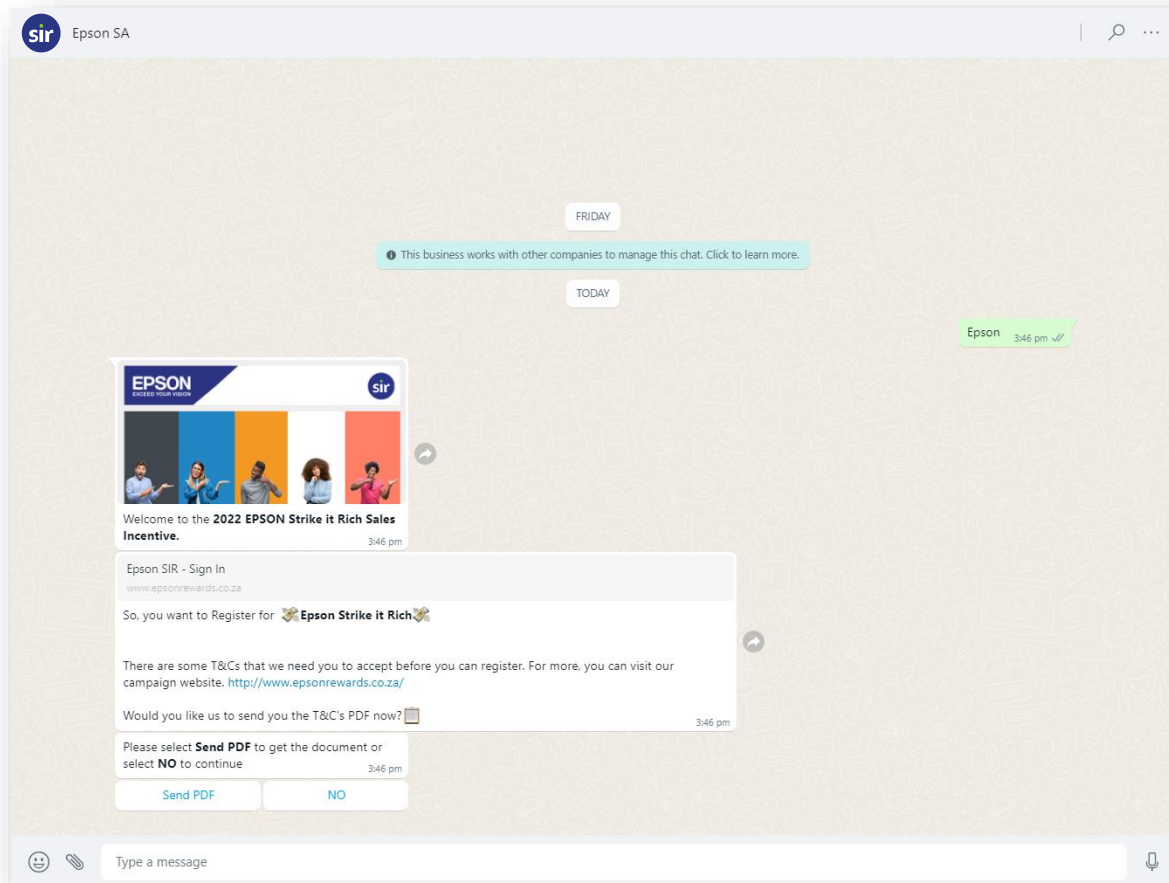 sir Epson SA
FRIDAY
This business works with other companies to manage this chat. Click to learn more.
TODAY
Epson 3:46 pm
EPSON
EXCEED YOUR VISION
sir
Welcome to the 2022 EPSON Strike it Rich Sales
Incentive.
3:46 pm
Epson SIR - Sign In
www.epsonrewards.co.za
So, you want to Register for 💸Epson Strike it Rich💸
There are some T&Cs that we need you to accept before you can register. For more, you can visit our
campaign website. http://www.epsonrewards.co.za/
Would you like us to send you the T&C's PDF now?📋
3:46 pm
Please select Send PDF to get the document or
select NO to continue
3:46 pm
Send PDF NO
Type a message